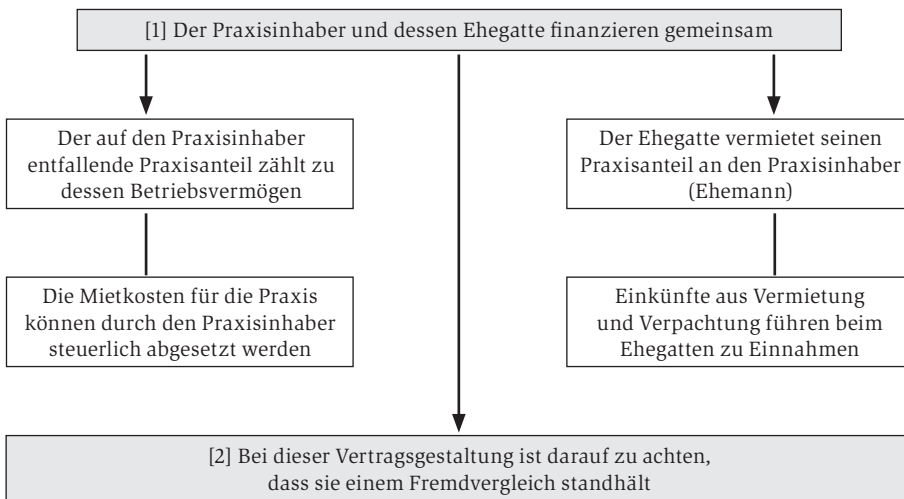 [1] Der Praxisinhaber und dessen Ehegatte finanzieren gemeinsam
Der auf den Praxisinhaber
entfallende Praxisanteil zählt zu
dessen Betriebsvermögen
Der Ehegatte vermietet seinen
Praxisanteil an den Praxisinhaber
(Ehemann)
Die Mietkosten für die Praxis
können durch den Praxisinhaber
steuerlich abgesetzt werden
Einkünfte aus Vermietung
und Verpachtung führen beim
Ehegatten zu Einnahmen
[2] Bei dieser Vertragsgestaltung ist darauf zu achten,
dass sie einem Fremdvergleich standhält